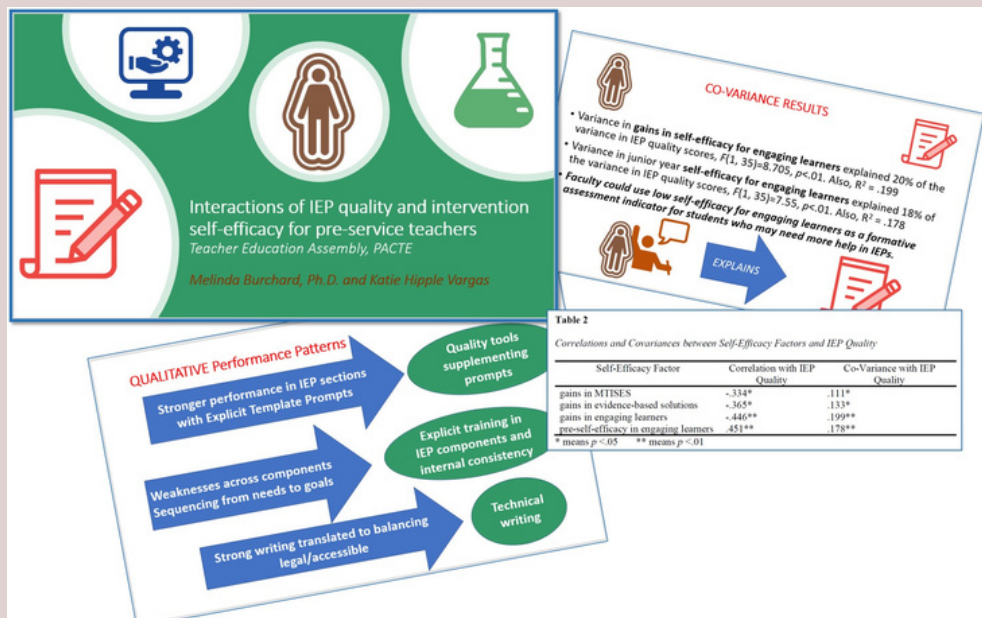 Interactions of IEP quality and intervention
self-efficacy for pre-service teachers
Teacher Education Assembly, PACTE
Melinda Burchard, Ph.D. and Katie Hipple Vargas
CO-VARIANCE RESULTS
• Variance in gains in self-efficacy for engaging learners explained 20% of the
variance in IEP quality scores, F(1, 35)=8.705, p<.01. Also, R² = .199
• Variance in junior year self-efficacy for engaging learners explained 18% of
the variance in IEP quality scores, F(1, 35)=7.55, p<.01. Also, R² = .178
• Faculty could use low self-efficacy for engaging learners as a formative
assessment indicator for students who may need more help in IEPs.
EXPLAINS
Table 2
Correlations and Covariances between Self-Efficacy Factors and IEP Quality
Self-Efficacy Factor Correlation with IEP Quality Co-Variance with IEP Quality
gains in MTISES -.334* .111*
gains in evidence-based solutions -.365* .133*
gains in engaging learners -.446** .199**
pre-self-efficacy in engaging learners .451** .178**
* means p <.05 ** means p <.01
QUALITATIVE Performance Patterns
Stronger performance in IEP sections
with Explicit Template Prompts
Quality tools
supplementing
prompts
Weaknesses across components
Sequencing from needs to goals
Explicit training in
IEP components and
internal consistency
Strong writing translated to balancing
legal/accessible
Technical
writing